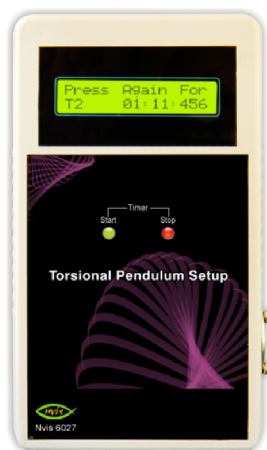 Press Again For
T2 01:11:456
Timer
Start Stop
Torsional Pendulum Setup
nvis
Nvis 6027